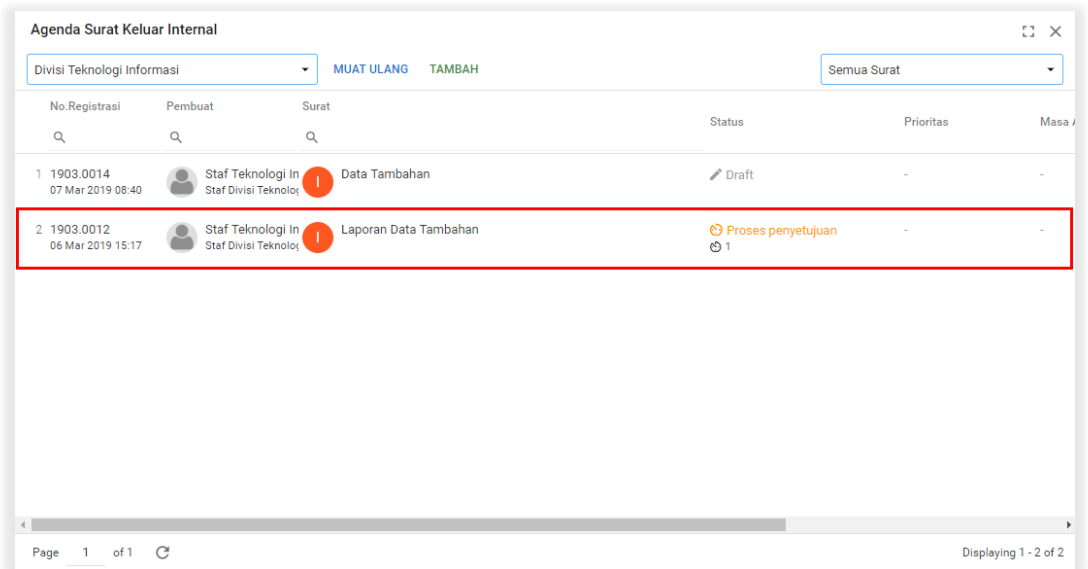 Agenda Surat Keluar Internal
Divisi Teknologi Informasi MUAT ULANG TAMBAH Semua Surat
No.Registrasi Pembuat Surat
Status Prioritas Masa
1 1903.0014 Staf Teknologi In I Data Tambahan Draft -  -
07 Mar 2019 08:40 Staf Divisi Teknolog
2 1903.0012 Staf Teknologi In I Laporan Data Tambahan Proses penyetujuan - -
06 Mar 2019 15:17 Staf Divisi Teknolog 1
Page 1 of 1 Displaying 1 - 2 of 2